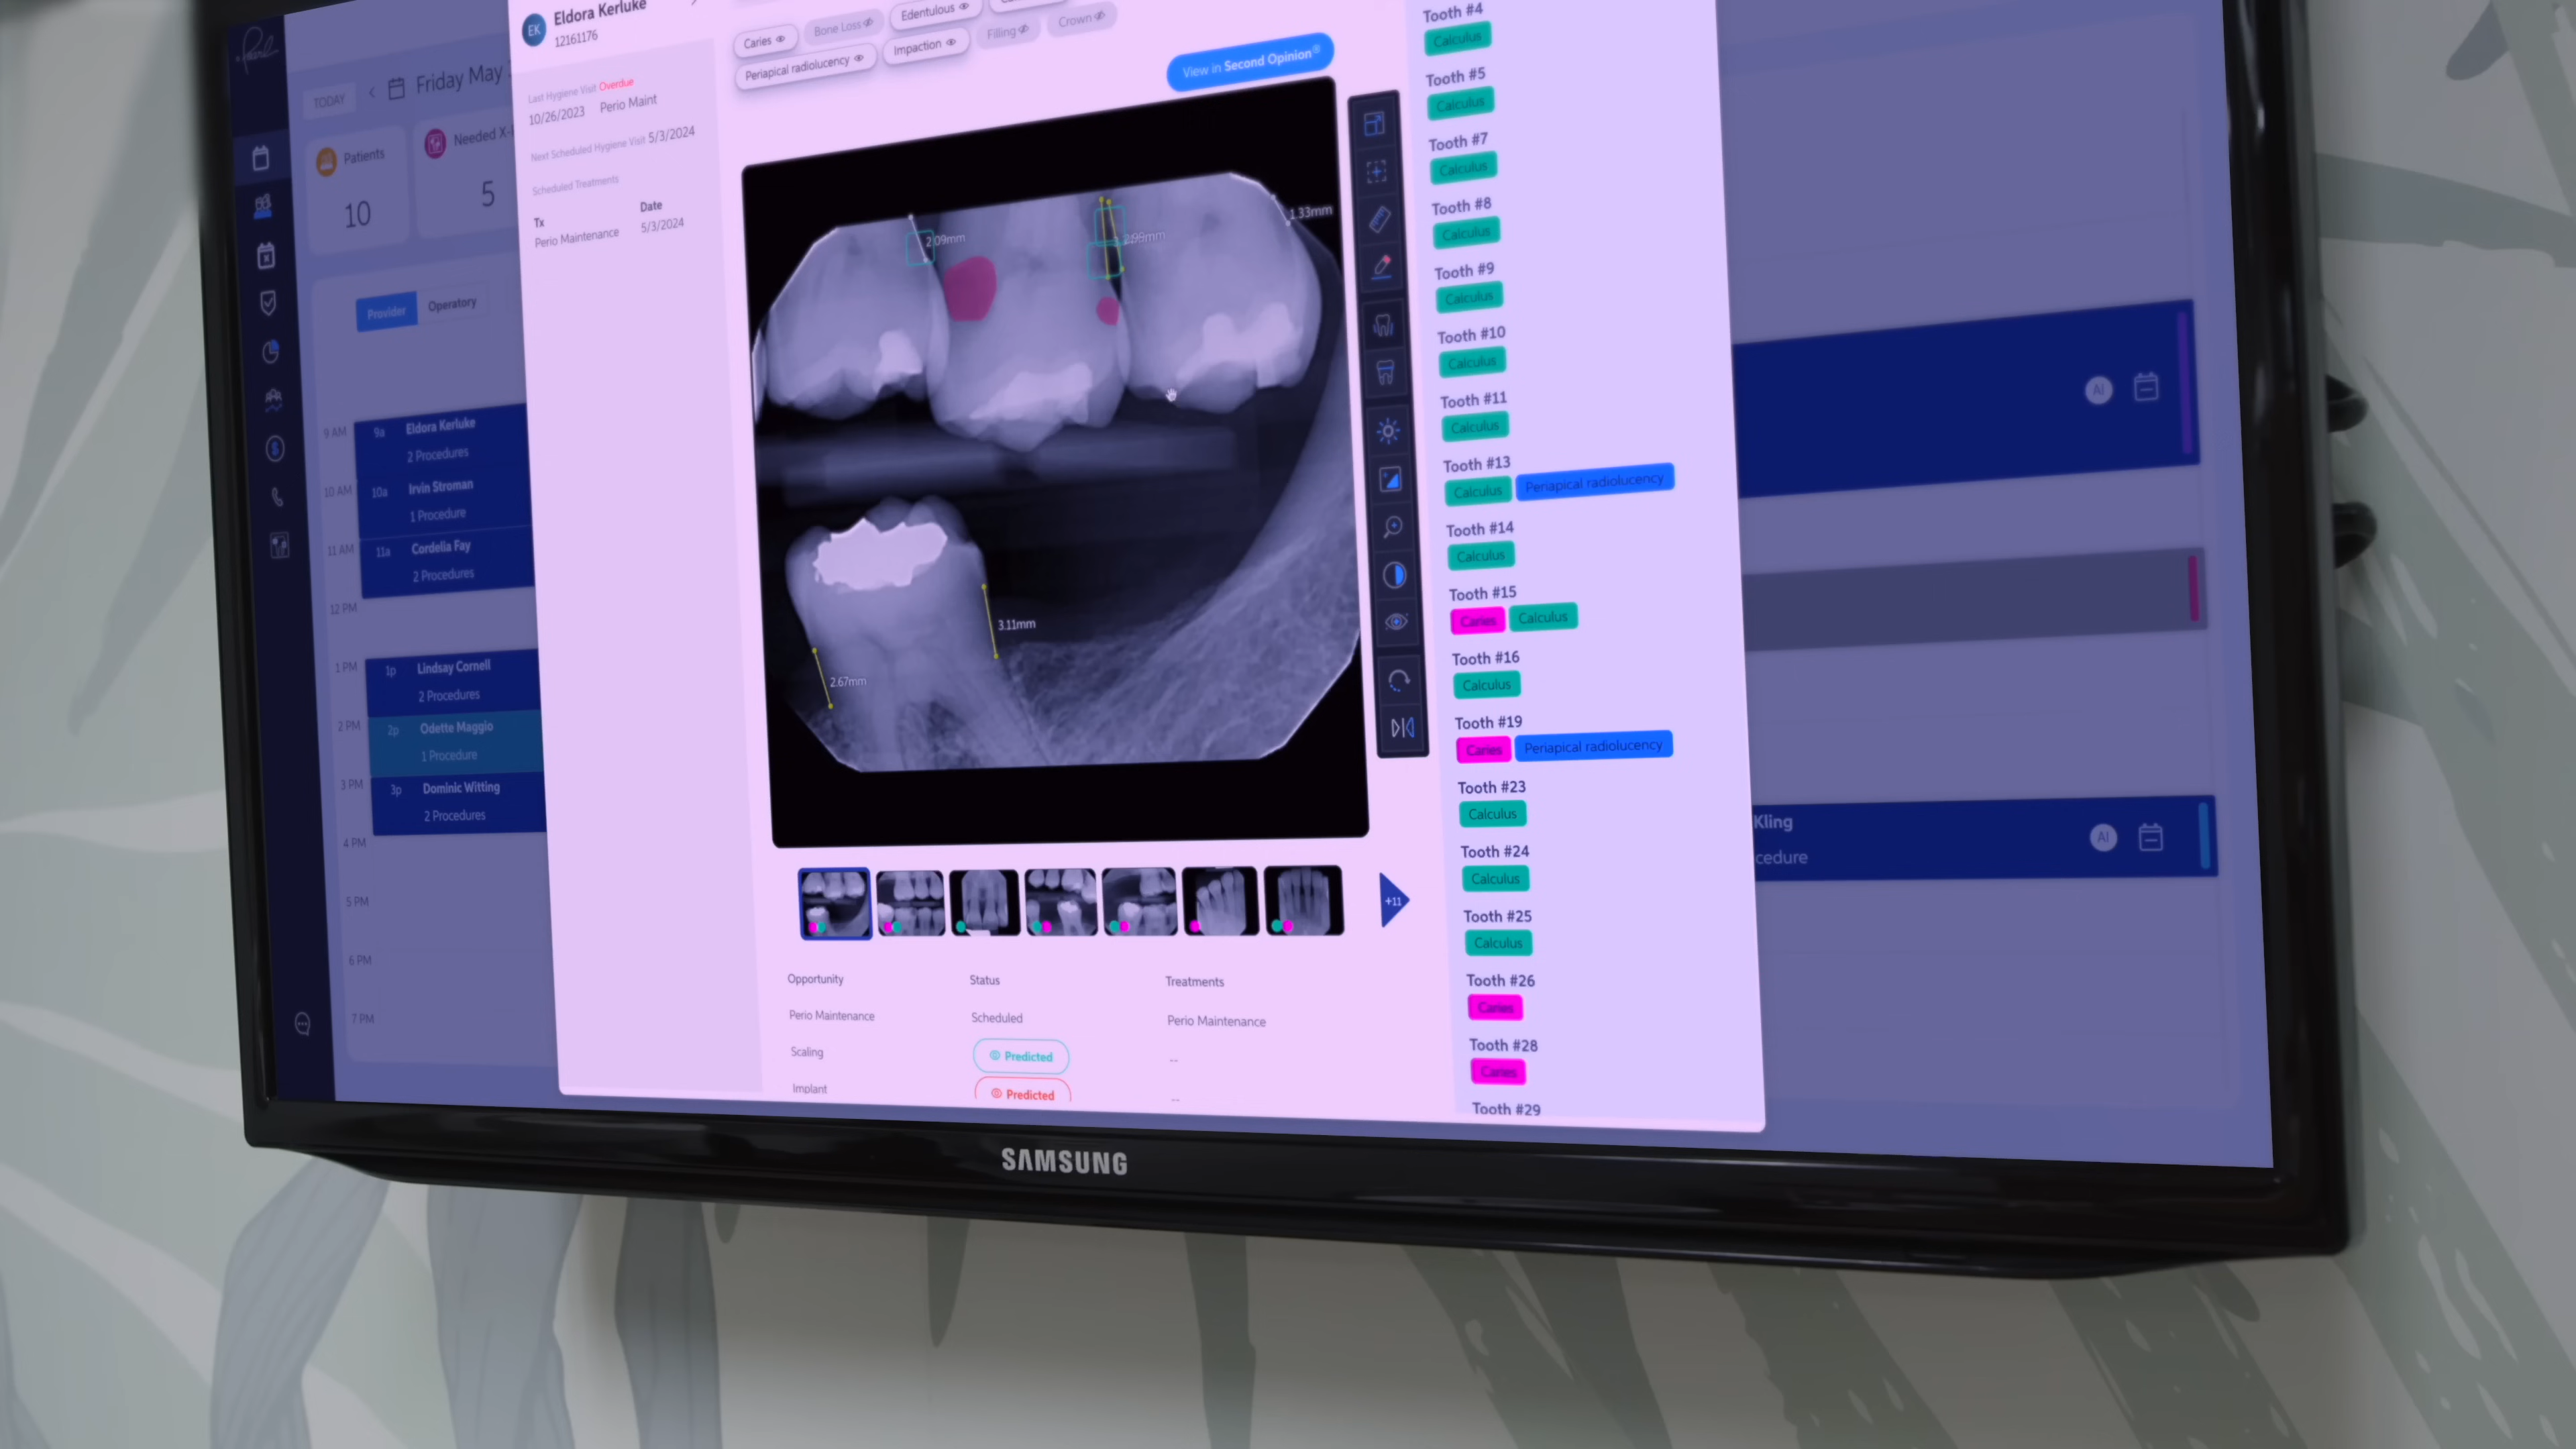 Pearl
TODAY
Friday May
Patients
10
Needed X-
5
Provider
Operatory
9 AM
10 AM
11 AM
12 PM
1 PM
2 PM
3 PM
4 PM
5 PM
6 PM
7 PM
9a Eldora Kerluke
2 Procedures
10a Irvin Stroman
1 Procedure
11a Cordelia Fay
2 Procedures
1p Lindsay Cornell
2 Procedures
2p Odette Maggio
1 Procedure
3p Dominic Witting
2 Procedures
EK
Eldora Kerluke
12161176
Last Hygiene Visit Overdue
10/26/2023 Perio Maint
Next Scheduled Hygiene Visit 5/3/2024
Scheduled Treatments
Tx Date
Perio Maintenance 5/3/2024
Caries
Bone Loss
Edentulous
Periapical radiolucency
Impaction
Filling
Crown
View in Second Opinion®
2.09mm
1.33mm
3.11mm
2.67mm
+11
Opportunity Status Treatments
Perio Maintenance Scheduled Perio Maintenance
Scaling Predicted --
Implant Predicted --
Tooth #4
Calculus
Tooth #5
Calculus
Tooth #7
Calculus
Tooth #8
Calculus
Tooth #9
Calculus
Tooth #10
Calculus
Tooth #11
Calculus
Tooth #13
Calculus Periapical radiolucency
Tooth #14
Calculus
Tooth #15
Caries Calculus
Tooth #16
Calculus
Tooth #19
Caries Periapical radiolucency
Tooth #23
Calculus
Tooth #24
Calculus
Tooth #25
Calculus
Tooth #26
Caries
Tooth #28
Caries
Tooth #29
AI
Kling
cedure
AI
SAMSUNG